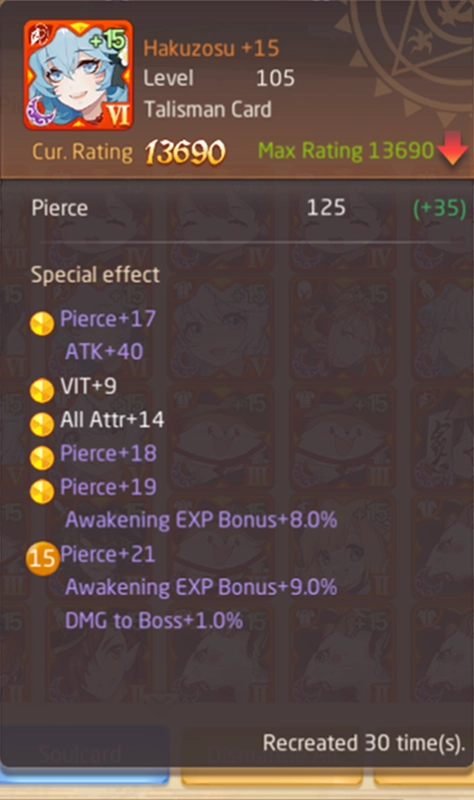 +15
VI
Hakuzosu +15
Level 105
Talisman Card
Cur. Rating 13690 Max Rating 13690
Pierce 125 (+35)
Special effect
Pierce+17
ATK+40
VIT+9
All Attr+14
Pierce+18
Pierce+19
Awakening EXP Bonus+8.0%
15 Pierce+21
Awakening EXP Bonus+9.0%
DMG to Boss+1.0%
Recreated 30 time(s).
Soulcard